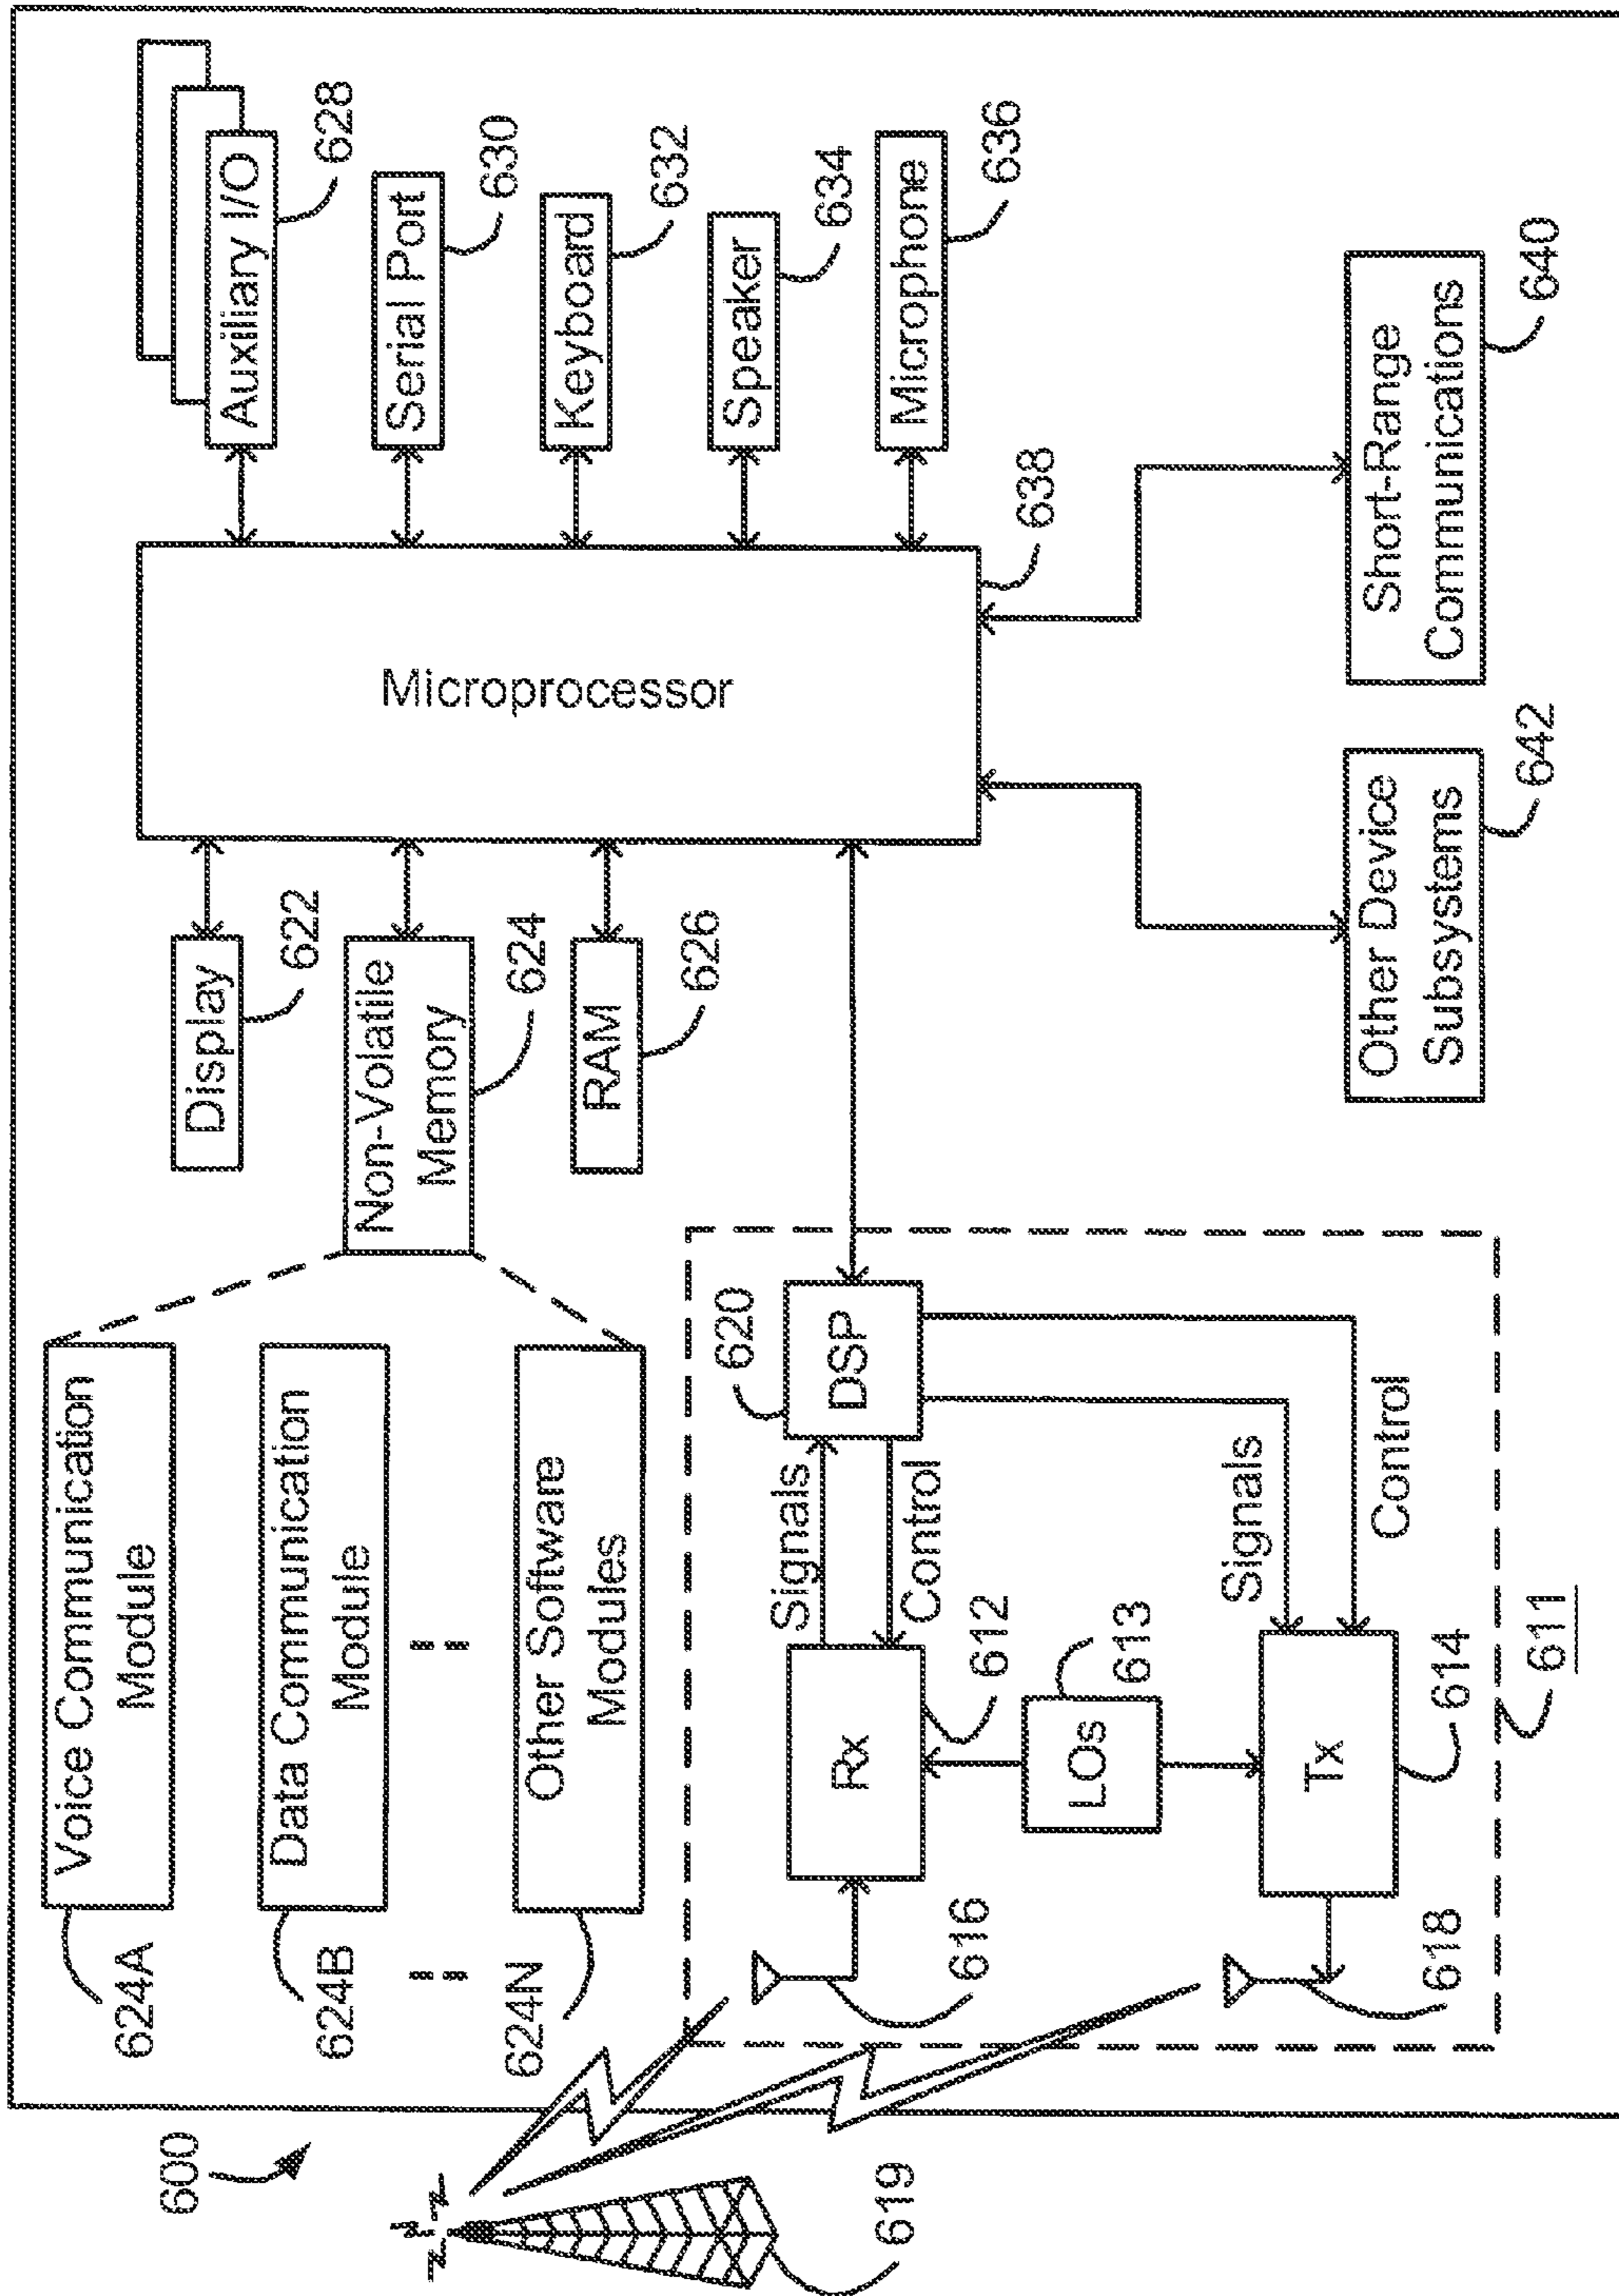 600
619
Voice Communication
Module
624A
Data Communication
Module
624B
Other Software
Modules
624N
Display
622
Non-Volatile
Memory
624
RAM
626
Microprocessor
638
Auxiliary I/O
628
Serial Port
630
Keyboard
632
Speaker
634
Microphone
636
Short-Range
Communications
640
Other Device
Subsystems
642
DSP
620
Signals
Control
Rx
612
LOs
613
Signals
Control
Tx
614
616
618
611